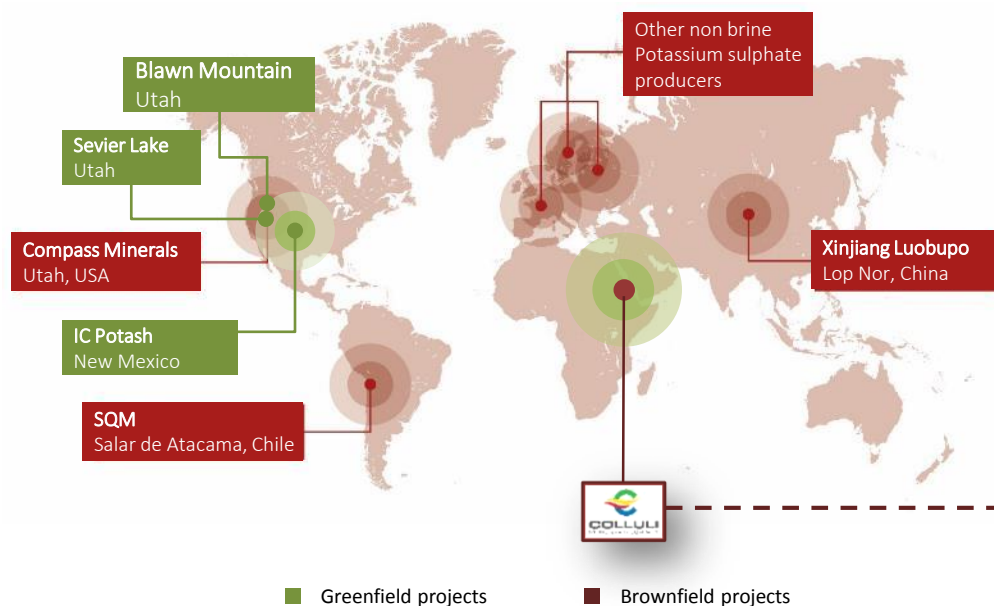 Other non brine
Potassium sulphate
producers
Blawn Mountain
Utah
Sevier Lake
Utah
Compass Minerals
Utah, USA
Xinjiang Luobupo
Lop Nor, China
IC Potash
New Mexico
SQM
Salar de Atacama, Chile
COLLULI
Greenfield projects
Brownfield projects